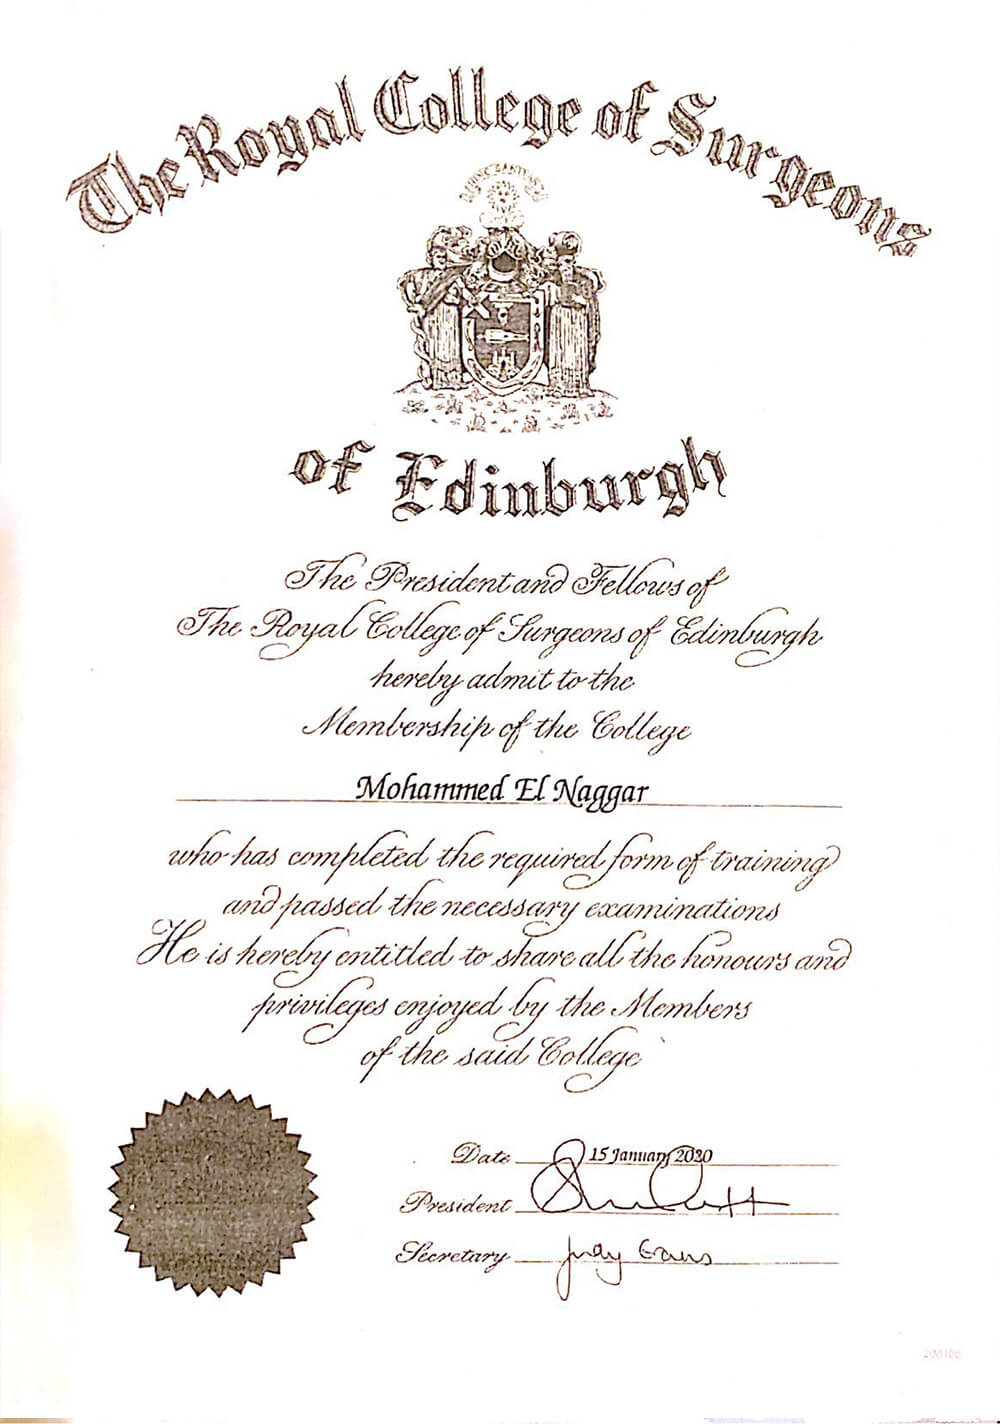 The Royal College of Surgeons
of Edinburgh
The President and Fellows of
The Royal College of Surgeons of Edinburgh
hereby admit to the
Membership of the College
Mohammed El Naggar
who has completed the required form of training
and passed the necessary examinations
He is hereby entitled to share all the honours and
privileges enjoyed by the Members
of the said College
Date 15 January 2020
President
Secretary Judy Evans